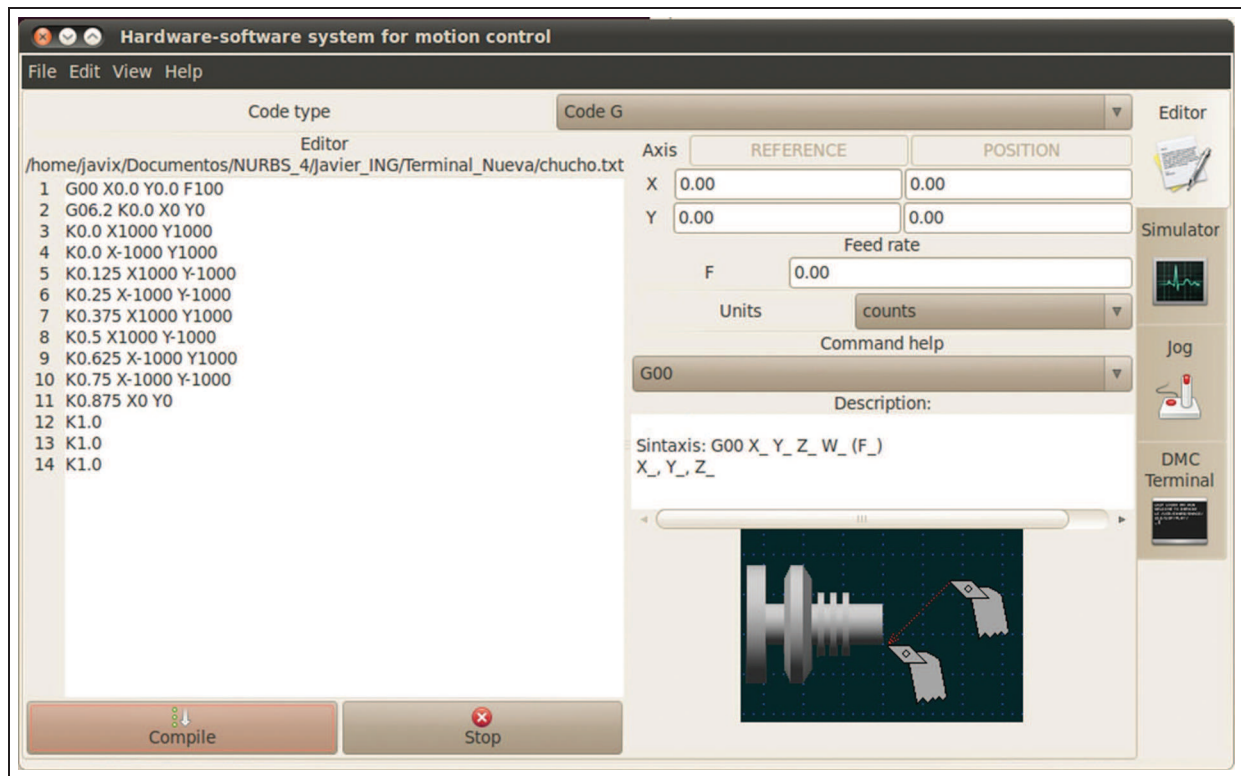 Hardware-software system for motion control
File Edit View Help
Code type
Code G
Editor
/home/javix/Documentos/NURBS_4/Javier_ING/Terminal_Nueva/chucho.txt
1 G00 X0.0 Y0.0 F100
2 G06.2 K0.0 X0 Y0
3 K0.0 X1000 Y1000
4 K0.0 X-1000 Y1000
5 K0.125 X1000 Y-1000
6 K0.25 X-1000 Y-1000
7 K0.375 X1000 Y1000
8 K0.5 X1000 Y-1000
9 K0.625 X-1000 Y1000
10 K0.75 X-1000 Y-1000
11 K0.875 X0 Y0
12 K1.0
13 K1.0
14 K1.0
Compile
Stop
Axis REFERENCE POSITION
X 0.00 0.00
Y 0.00 0.00
Feed rate
F 0.00
Units counts
Command help
G00
Description:
Sintaxis: G00 X_ Y_ Z_ W_ (F_)
X_, Y_, Z_
Editor
Simulator
Jog
DMC
Terminal